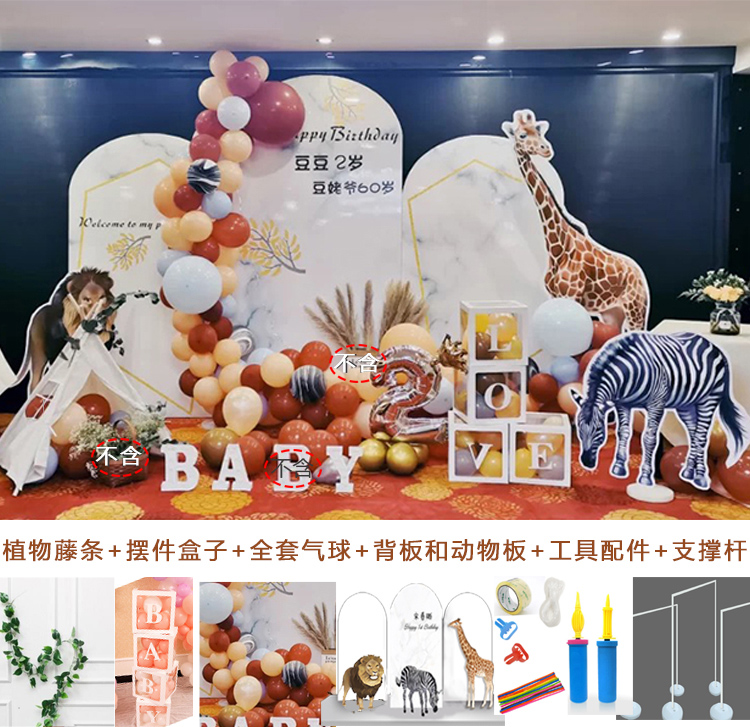 Happy Birthday
豆豆 2岁
豆姥爷60岁
Welcome to my p
不含
L
O
V E
不含
不含
BABY
2
植物藤条+摆件盒子+全套气球+背板和动物板+工具配件+支撑杆
B
A
B
Y
BABY